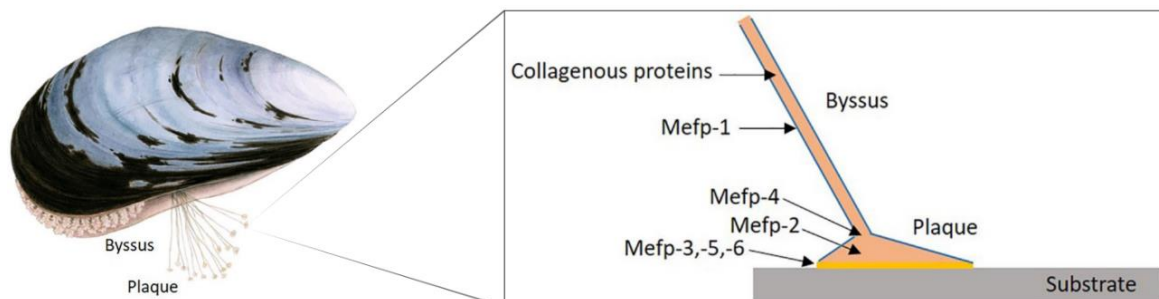 Byssus
Plaque
Collagenous proteins
Byssus
Mefp-1
Mefp-4
Mefp-2
Plaque
Mefp-3,-5,-6
Substrate